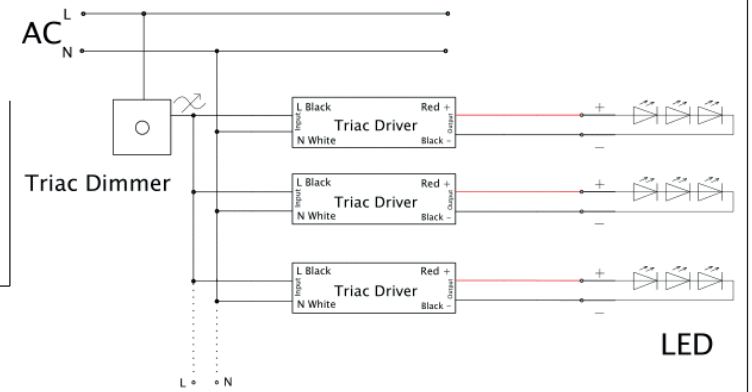 L
AC
N
Triac Dimmer
L Black
Red +
Input
Triac Driver
Output
N White
Black -
+
−
L Black
Red +
Input
Triac Driver
Output
N White
Black -
+
−
L Black
Red +
Input
Triac Driver
Output
N White
Black -
+
−
LED
L N